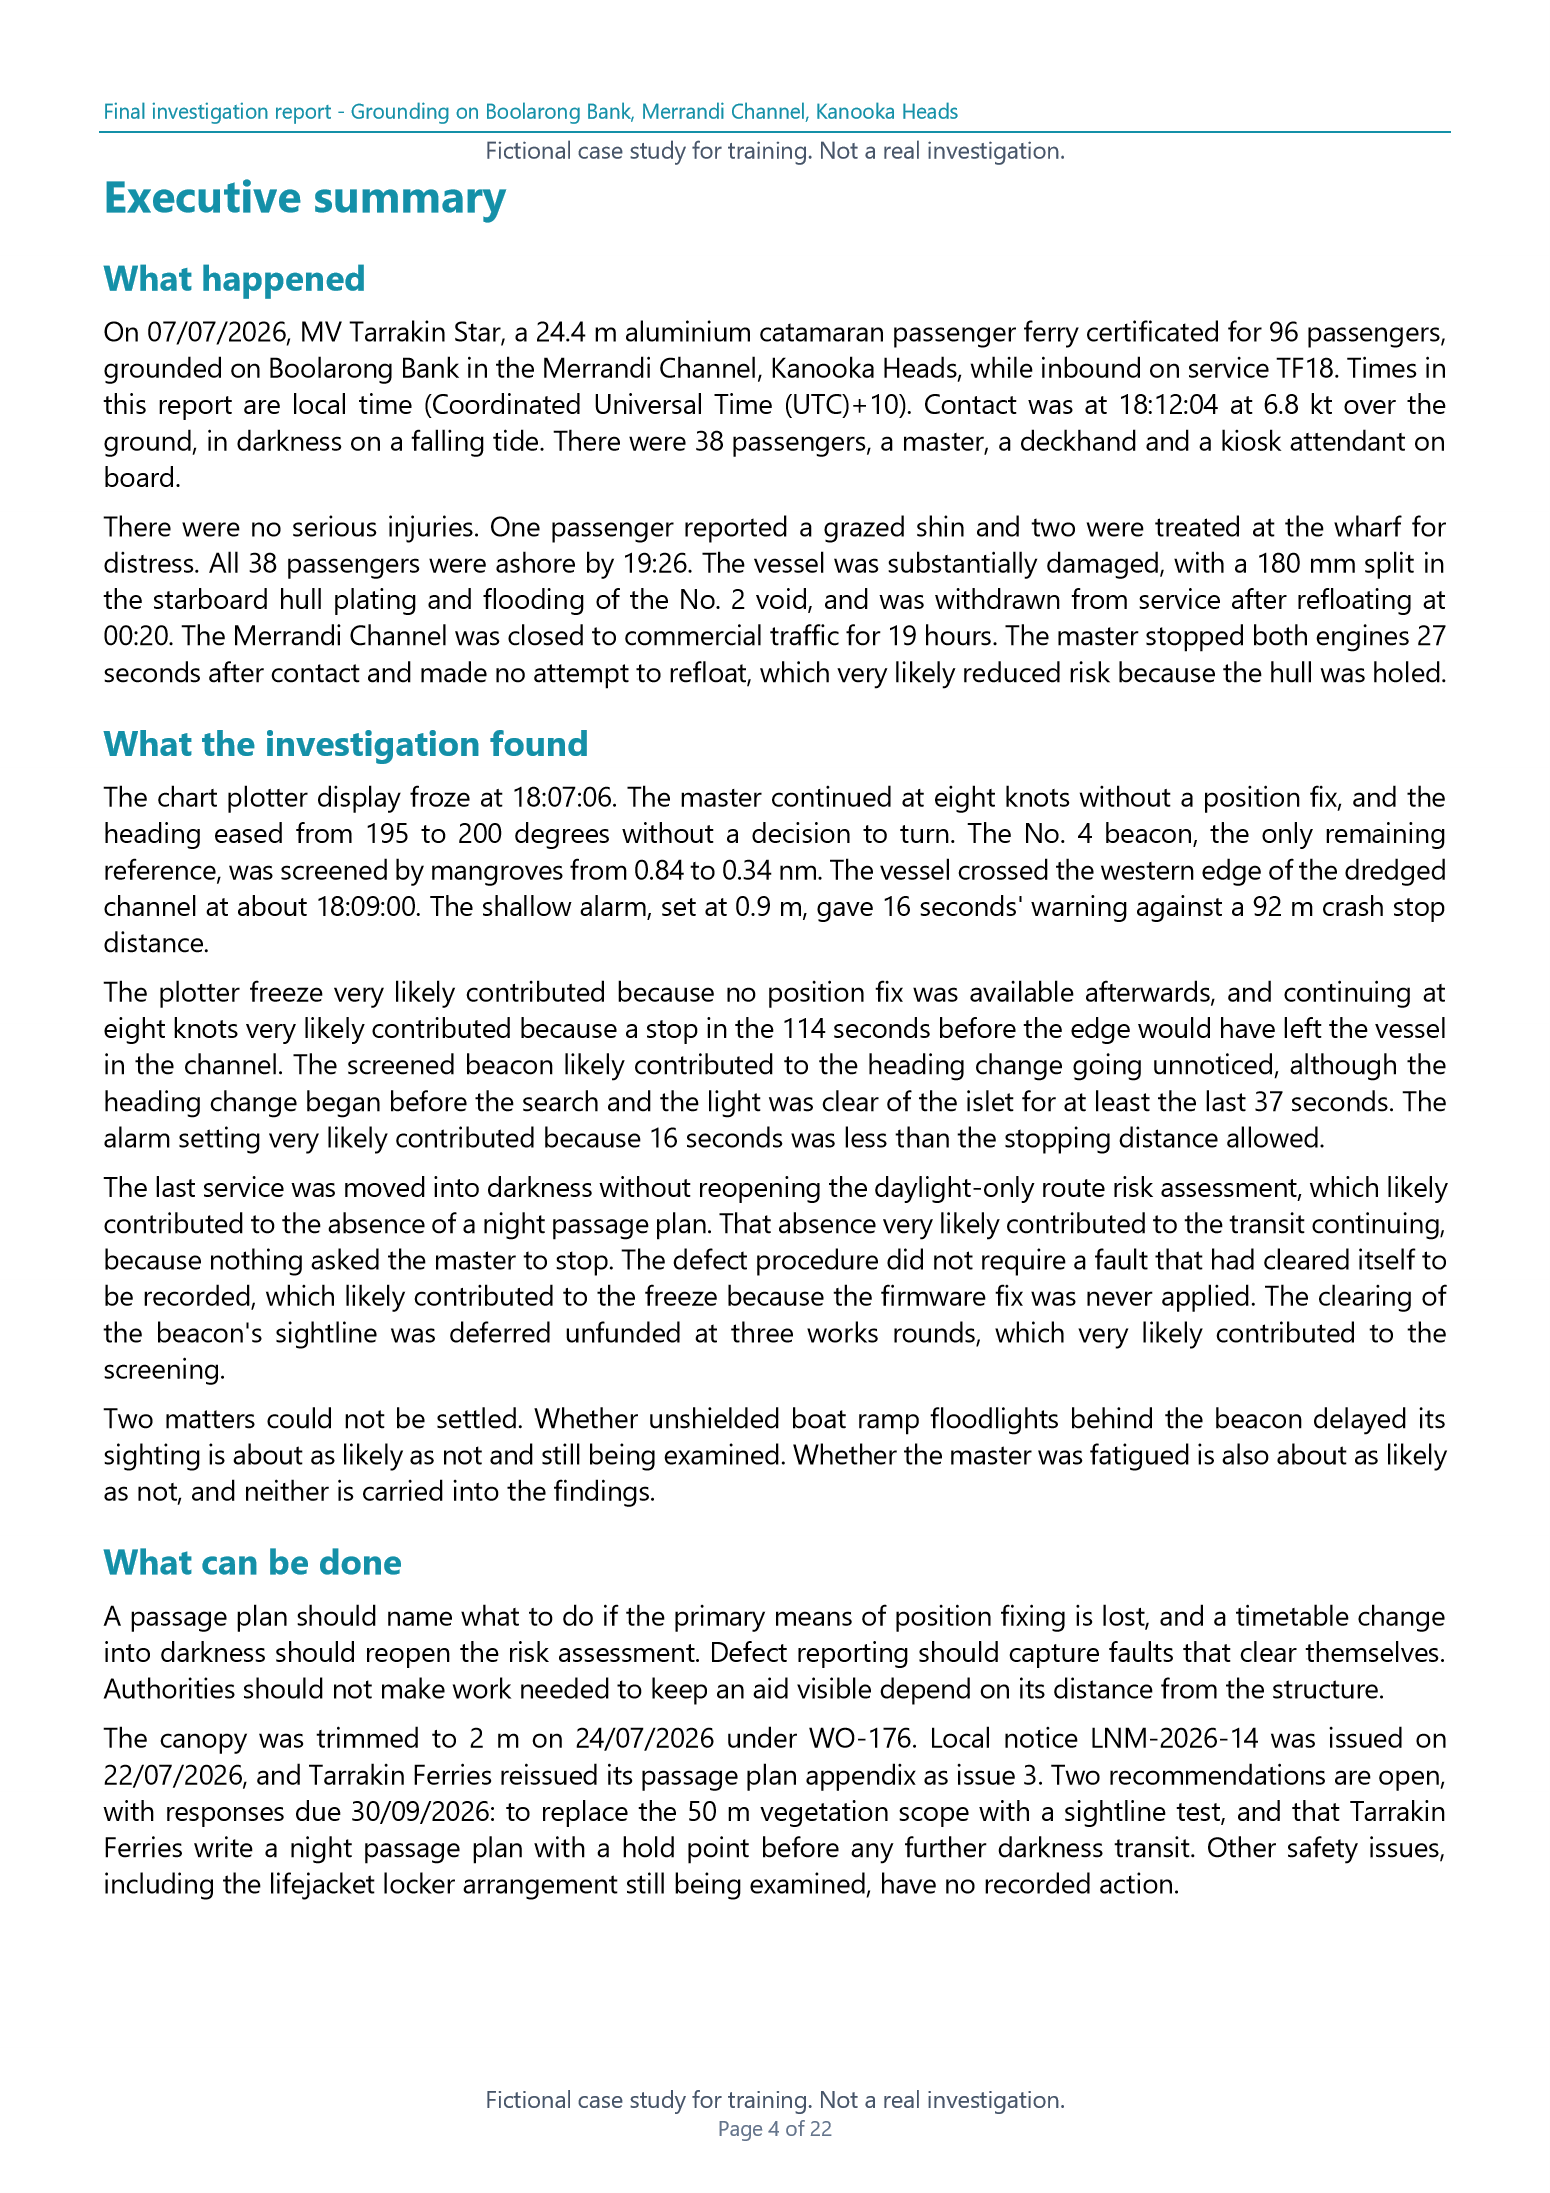 Final investigation report - Grounding on Boolarong Bank, Merrandi Channel, Kanooka Heads
Fictional case study for training. Not a real investigation.
Executive summary
What happened
On 07/07/2026, MV Tarrakin Star, a 24.4 m aluminium catamaran passenger ferry certificated for 96 passengers,
grounded on Boolarong Bank in the Merrandi Channel, Kanooka Heads, while inbound on service TF18. Times in
this report are local time (Coordinated Universal Time (UTC)+10). Contact was at 18:12:04 at 6.8 kt over the
ground, in darkness on a falling tide. There were 38 passengers, a master, a deckhand and a kiosk attendant on
board.
There were no serious injuries. One passenger reported a grazed shin and two were treated at the wharf for
distress. All 38 passengers were ashore by 19:26. The vessel was substantially damaged, with a 180 mm split in
the starboard hull plating and flooding of the No. 2 void, and was withdrawn from service after refloating at
00:20. The Merrandi Channel was closed to commercial traffic for 19 hours. The master stopped both engines 27
seconds after contact and made no attempt to refloat, which very likely reduced risk because the hull was holed.
What the investigation found
The chart plotter display froze at 18:07:06. The master continued at eight knots without a position fix, and the
heading eased from 195 to 200 degrees without a decision to turn. The No. 4 beacon, the only remaining
reference, was screened by mangroves from 0.84 to 0.34 nm. The vessel crossed the western edge of the dredged
channel at about 18:09:00. The shallow alarm, set at 0.9 m, gave 16 seconds' warning against a 92 m crash stop
distance.
The plotter freeze very likely contributed because no position fix was available afterwards, and continuing at
eight knots very likely contributed because a stop in the 114 seconds before the edge would have left the vessel
in the channel. The screened beacon likely contributed to the heading change going unnoticed, although the
heading change began before the search and the light was clear of the islet for at least the last 37 seconds. The
alarm setting very likely contributed because 16 seconds was less than the stopping distance allowed.
The last service was moved into darkness without reopening the daylight-only route risk assessment, which likely
contributed to the absence of a night passage plan. That absence very likely contributed to the transit continuing,
because nothing asked the master to stop. The defect procedure did not require a fault that had cleared itself to
be recorded, which likely contributed to the freeze because the firmware fix was never applied. The clearing of
the beacon's sightline was deferred unfunded at three works rounds, which very likely contributed to the
screening.
Two matters could not be settled. Whether unshielded boat ramp floodlights behind the beacon delayed its
sighting is about as likely as not and still being examined. Whether the master was fatigued is also about as likely
as not, and neither is carried into the findings.
What can be done
A passage plan should name what to do if the primary means of position fixing is lost, and a timetable change
into darkness should reopen the risk assessment. Defect reporting should capture faults that clear themselves.
Authorities should not make work needed to keep an aid visible depend on its distance from the structure.
The canopy was trimmed to 2 m on 24/07/2026 under WO-176. Local notice LNM-2026-14 was issued on
22/07/2026, and Tarrakin Ferries reissued its passage plan appendix as issue 3. Two recommendations are open,
with responses due 30/09/2026: to replace the 50 m vegetation scope with a sightline test, and that Tarrakin
Ferries write a night passage plan with a hold point before any further darkness transit. Other safety issues,
including the lifejacket locker arrangement still being examined, have no recorded action.
Fictional case study for training. Not a real investigation.
Page 4 of 22